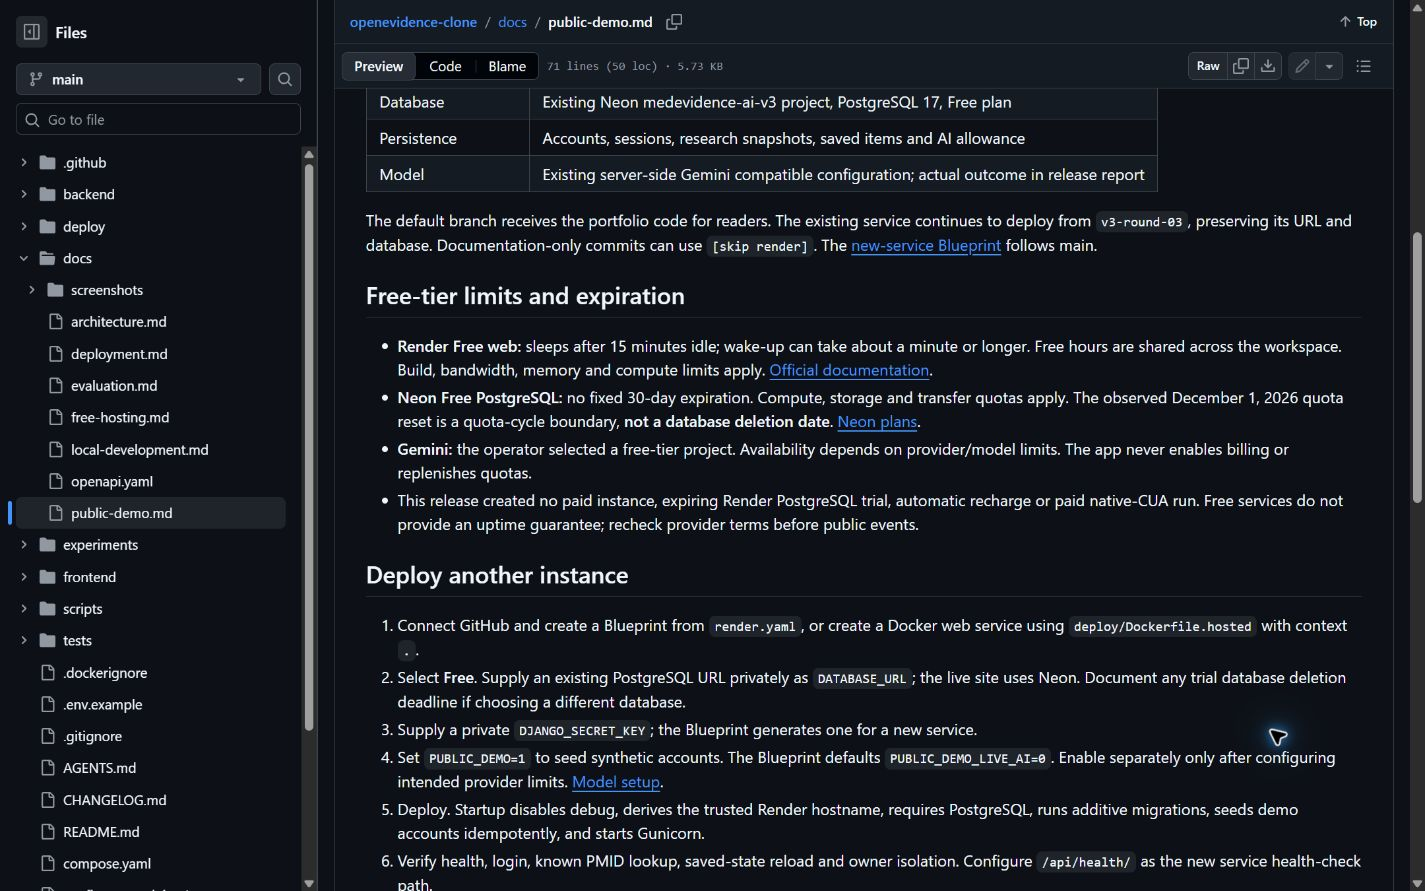 Files
main
Go to file
.github
backend
deploy
docs
screenshots
architecture.md
deployment.md
evaluation.md
free-hosting.md
local-development.md
openapi.yaml
public-demo.md
experiments
frontend
scripts
tests
.dockerignore
.env.example
.gitignore
AGENTS.md
CHANGELOG.md
README.md
compose.yaml
openevidence-clone / docs / public-demo.md
Top
Preview Code Blame 71 lines (50 loc) · 5.73 KB
Raw
Database Existing Neon medevidence-ai-v3 project, PostgreSQL 17, Free plan
Persistence Accounts, sessions, research snapshots, saved items and AI allowance
Model Existing server-side Gemini compatible configuration; actual outcome in release report
The default branch receives the portfolio code for readers. The existing service continues to deploy from v3-round-03, preserving its URL and
database. Documentation-only commits can use [skip render]. The new-service Blueprint follows main.
Free-tier limits and expiration
• Render Free web: sleeps after 15 minutes idle; wake-up can take about a minute or longer. Free hours are shared across the workspace.
Build, bandwidth, memory and compute limits apply. Official documentation.
• Neon Free PostgreSQL: no fixed 30-day expiration. Compute, storage and transfer quotas apply. The observed December 1, 2026 quota
reset is a quota-cycle boundary, not a database deletion date. Neon plans.
• Gemini: the operator selected a free-tier project. Availability depends on provider/model limits. The app never enables billing or
replenishes quotas.
• This release created no paid instance, expiring Render PostgreSQL trial, automatic recharge or paid native-CUA run. Free services do not
provide an uptime guarantee; recheck provider terms before public events.
Deploy another instance
1. Connect GitHub and create a Blueprint from render.yaml, or create a Docker web service using deploy/Dockerfile.hosted with context
. .
2. Select Free. Supply an existing PostgreSQL URL privately as DATABASE_URL; the live site uses Neon. Document any trial database deletion
deadline if choosing a different database.
3. Supply a private DJANGO_SECRET_KEY; the Blueprint generates one for a new service.
4. Set PUBLIC_DEMO=1 to seed synthetic accounts. The Blueprint defaults PUBLIC_DEMO_LIVE_AI=0. Enable separately only after configuring
intended provider limits. Model setup.
5. Deploy. Startup disables debug, derives the trusted Render hostname, requires PostgreSQL, runs additive migrations, seeds demo
accounts idempotently, and starts Gunicorn.
6. Verify health, login, known PMID lookup, saved-state reload and owner isolation. Configure /api/health/ as the new service health-check
path.